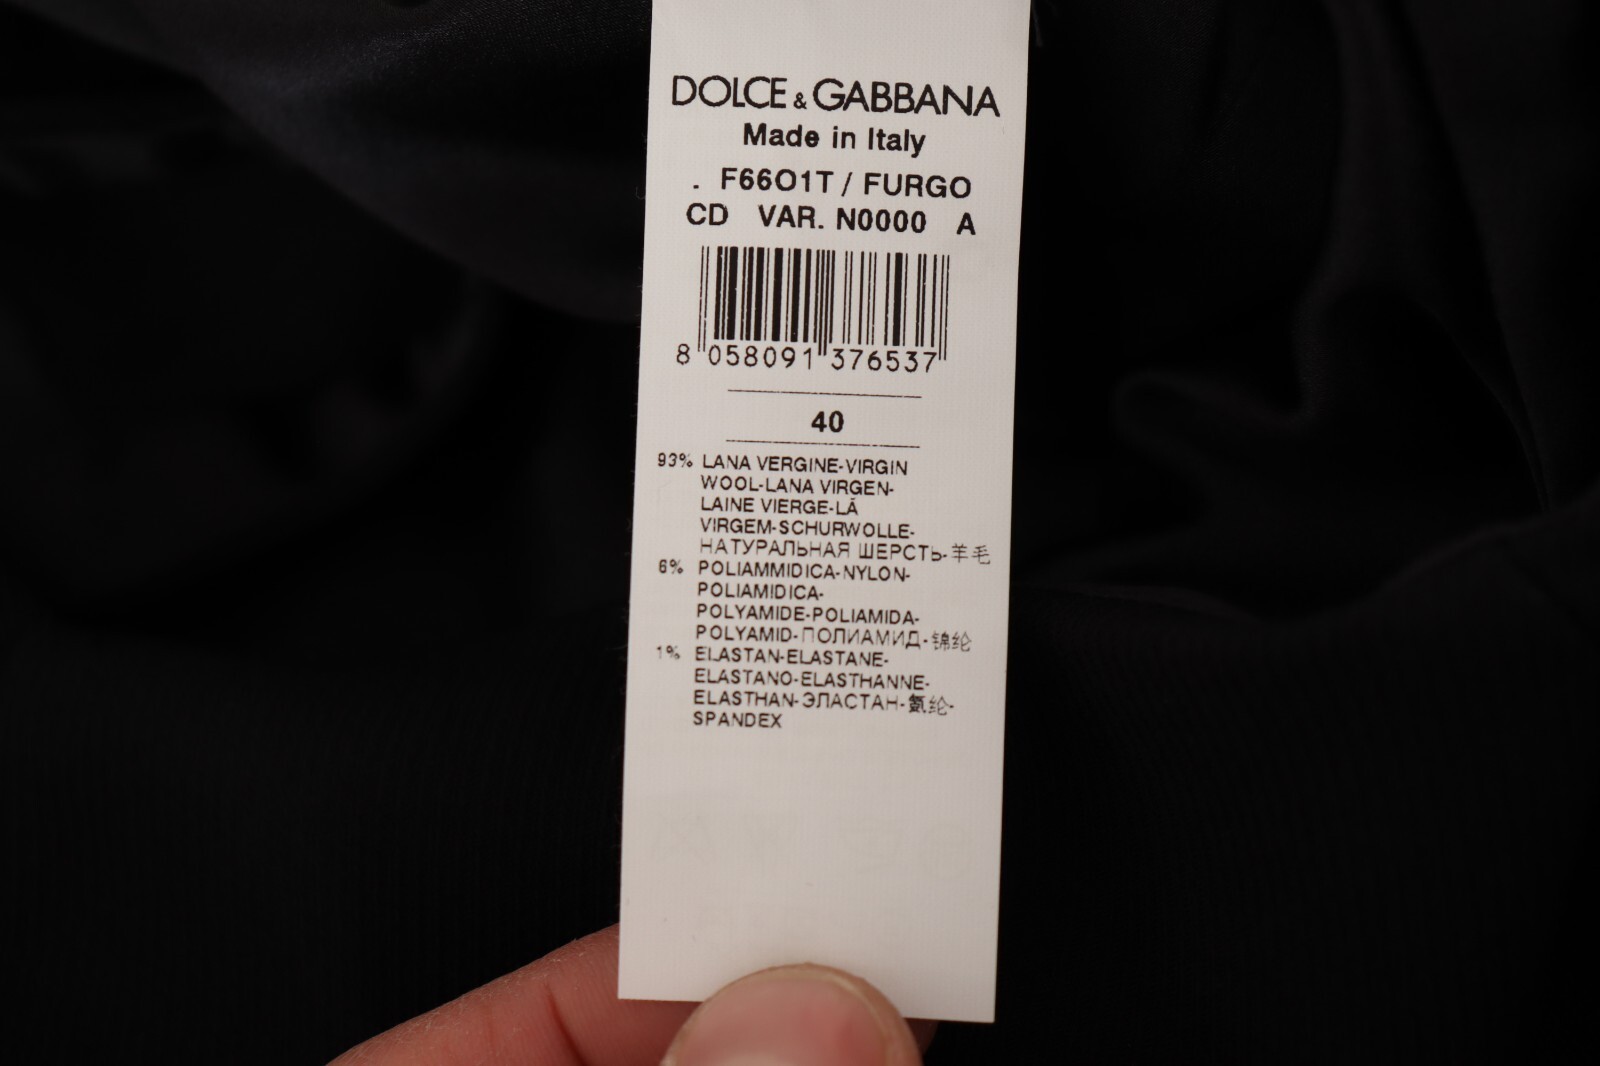 DOLCE & GABBANA
Made in Italy
. F66O1T / FURGO
CD VAR. N0000 A
8 058091 376537
40
93% LANA VERGINE-VIRGIN
WOOL-LANA VIRGEN-
LAINE VIERGE-LÃ
VIRGEM-SCHURWOLLE-
НАТУРАЛЬНАЯ ШЕРСТЬ-羊毛
6% POLIAMMIDICA-NYLON-
POLIAMIDICA-
POLYAMIDE-POLIAMIDA-
POLYAMID-ПОЛИАМИД-锦纶
1% ELASTAN-ELASTANE-
ELASTANO-ELASTHANNE-
ELASTHAN-ЭЛАСТАН-氨纶-
SPANDEX